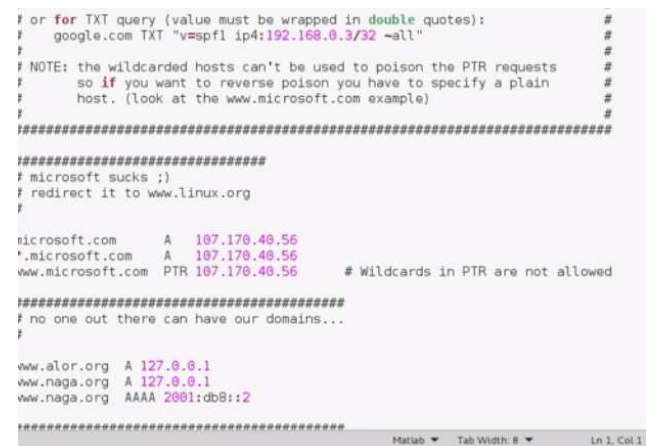 # or for TXT query (value must be wrapped in double quotes): #
# google.com TXT "v=spf1 ip4:192.168.0.3/32 ~all" #
# #
# NOTE: the wildcarded hosts can't be used to poison the PTR requests #
# so if you want to reverse poison you have to specify a plain #
# host. (look at the www.microsoft.com example) #
# #
################################################################################
################################
# microsoft sucks ;)
# redirect it to www.linux.org
#
microsoft.com A 107.170.40.56
*.microsoft.com A 107.170.40.56
www.microsoft.com PTR 107.170.40.56 # Wildcards in PTR are not allowed
##########################################
# no one out there can have our domains...
#
www.alor.org A 127.0.0.1
www.naga.org A 127.0.0.1
www.naga.org AAAA 2001:db8::2
##########################################
Matlab Tab Width: 8 Ln 1, Col 1